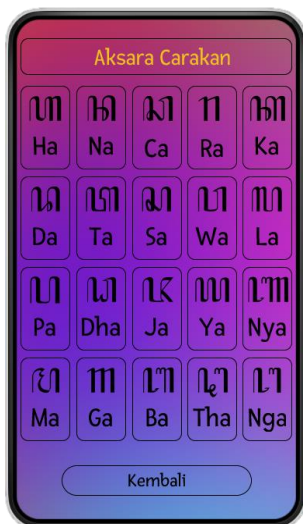 Aksara Carakan
ꦲ ꦤ ꦕ ꦫ ꦏ
Ha Na Ca Ra Ka
ꦢ ꦠ ꦱ ꦮ ꦭ
Da Ta Sa Wa La
ꦥ ꦝ ꦗ ꦪ ꦚ
Pa Dha Ja Ya Nya
ꦩ ꦒ ꦧ ꦛ ꦔ
Ma Ga Ba Tha Nga
Kembali